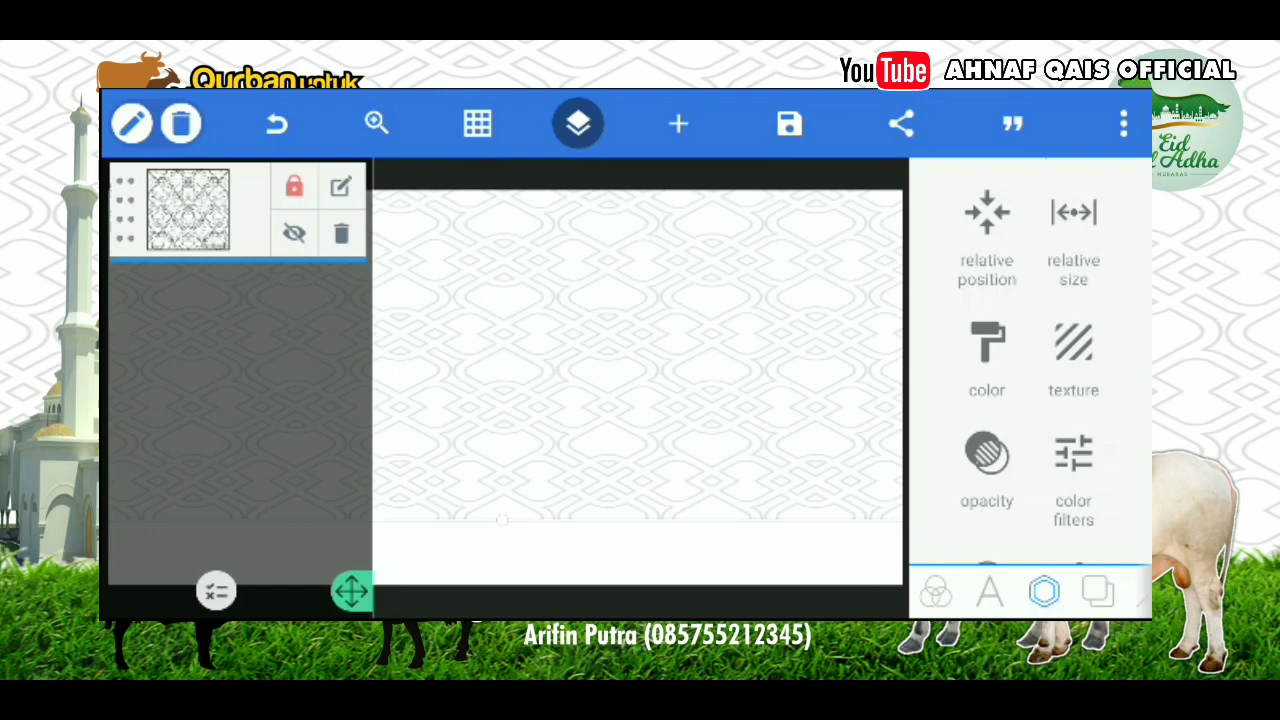 YouTube AHNAF QAIS OFFICIAL
Qurban untuk
Eid
l Adha
MUBARAK
relative
position
relative
size
color
texture
opacity
color
filters
Arifin Putra (085755212345)